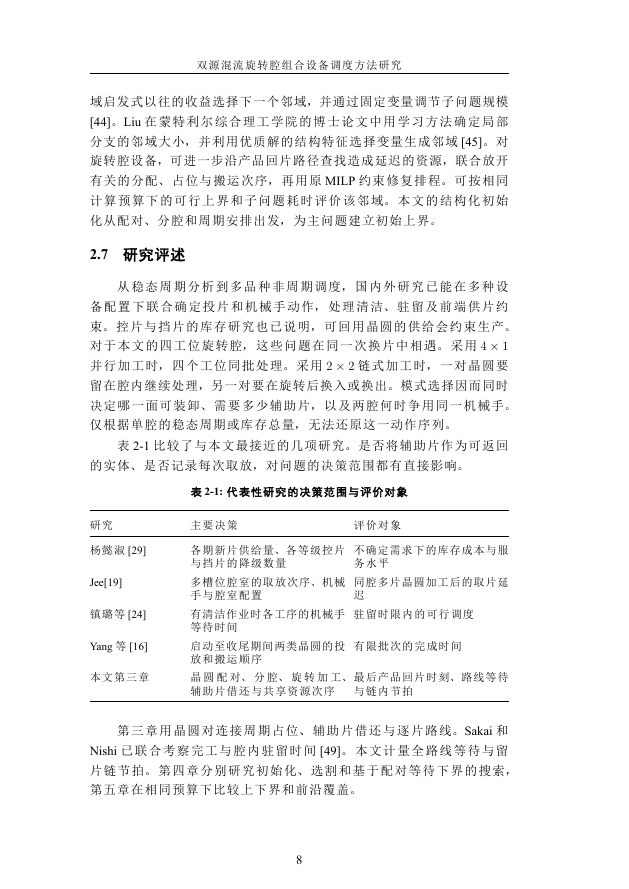 双源混流旋转腔组合设备调度方法研究
域启发式以往的收益选择下一个邻域，并通过固定变量调节子问题规模
[44]。Liu 在蒙特利尔综合理工学院的博士论文中用学习方法确定局部
分支的邻域大小，并利用优质解的结构特征选择变量生成邻域 [45]。对
旋转腔设备，可进一步沿产品回片路径查找造成延迟的资源，联合放开
有关的分配、占位与搬运次序，再用原 MILP 约束修复排程。可按相同
计算预算下的可行上界和子问题耗时评价该邻域。本文的结构化初始
化从配对、分腔和周期安排出发，为主问题建立初始上界。
2.7 研究评述
从稳态周期分析到多品种非周期调度，国内外研究已能在多种设
备配置下联合确定投片和机械手动作，处理清洁、驻留及前端供片约
束。控片与挡片的库存研究也已说明，可回用晶圆的供给会约束生产。
对于本文的四工位旋转腔，这些问题在同一次换片中相遇。采用 4 × 1
并行加工时，四个工位同批处理。采用 2 × 2 链式加工时，一对晶圆要
留在腔内继续处理，另一对要在旋转后换入或换出。模式选择因而同时
决定哪一面可装卸、需要多少辅助片，以及两腔何时争用同一机械手。
仅根据单腔的稳态周期或库存总量，无法还原这一动作序列。
表 2-1 比较了与本文最接近的几项研究。是否将辅助片作为可返回
的实体、是否记录每次取放，对问题的决策范围都有直接影响。
表 2-1: 代表性研究的决策范围与评价对象
研究 主要决策 评价对象
杨懿淑 [29] 各期新片供给量、各等级控片 不确定需求下的库存成本与服
与挡片的降级数量 务水平
Jee[19] 多槽位腔室的取放次序、机械 同腔多片晶圆加工后的取片延
手与腔室配置 迟
镇璐等 [24] 有清洁作业时各工序的机械手 驻留时限内的可行调度
等待时间
Yang 等 [16] 启动至收尾期间两类晶圆的投 有限批次的完成时间
放和搬运顺序
本文第三章 晶圆配对、分腔、旋转加工、 最后产品回片时刻、路线等待
辅助片借还与共享资源次序 与链内节拍
第三章用晶圆对连接周期占位、辅助片借还与逐片路线。Sakai 和
Nishi 已联合考察完工与腔内驻留时间 [49]。本文计量全路线等待与留
片链节拍。第四章分别研究初始化、选割和基于配对等待下界的搜索，
第五章在相同预算下比较上下界和前沿覆盖。
8